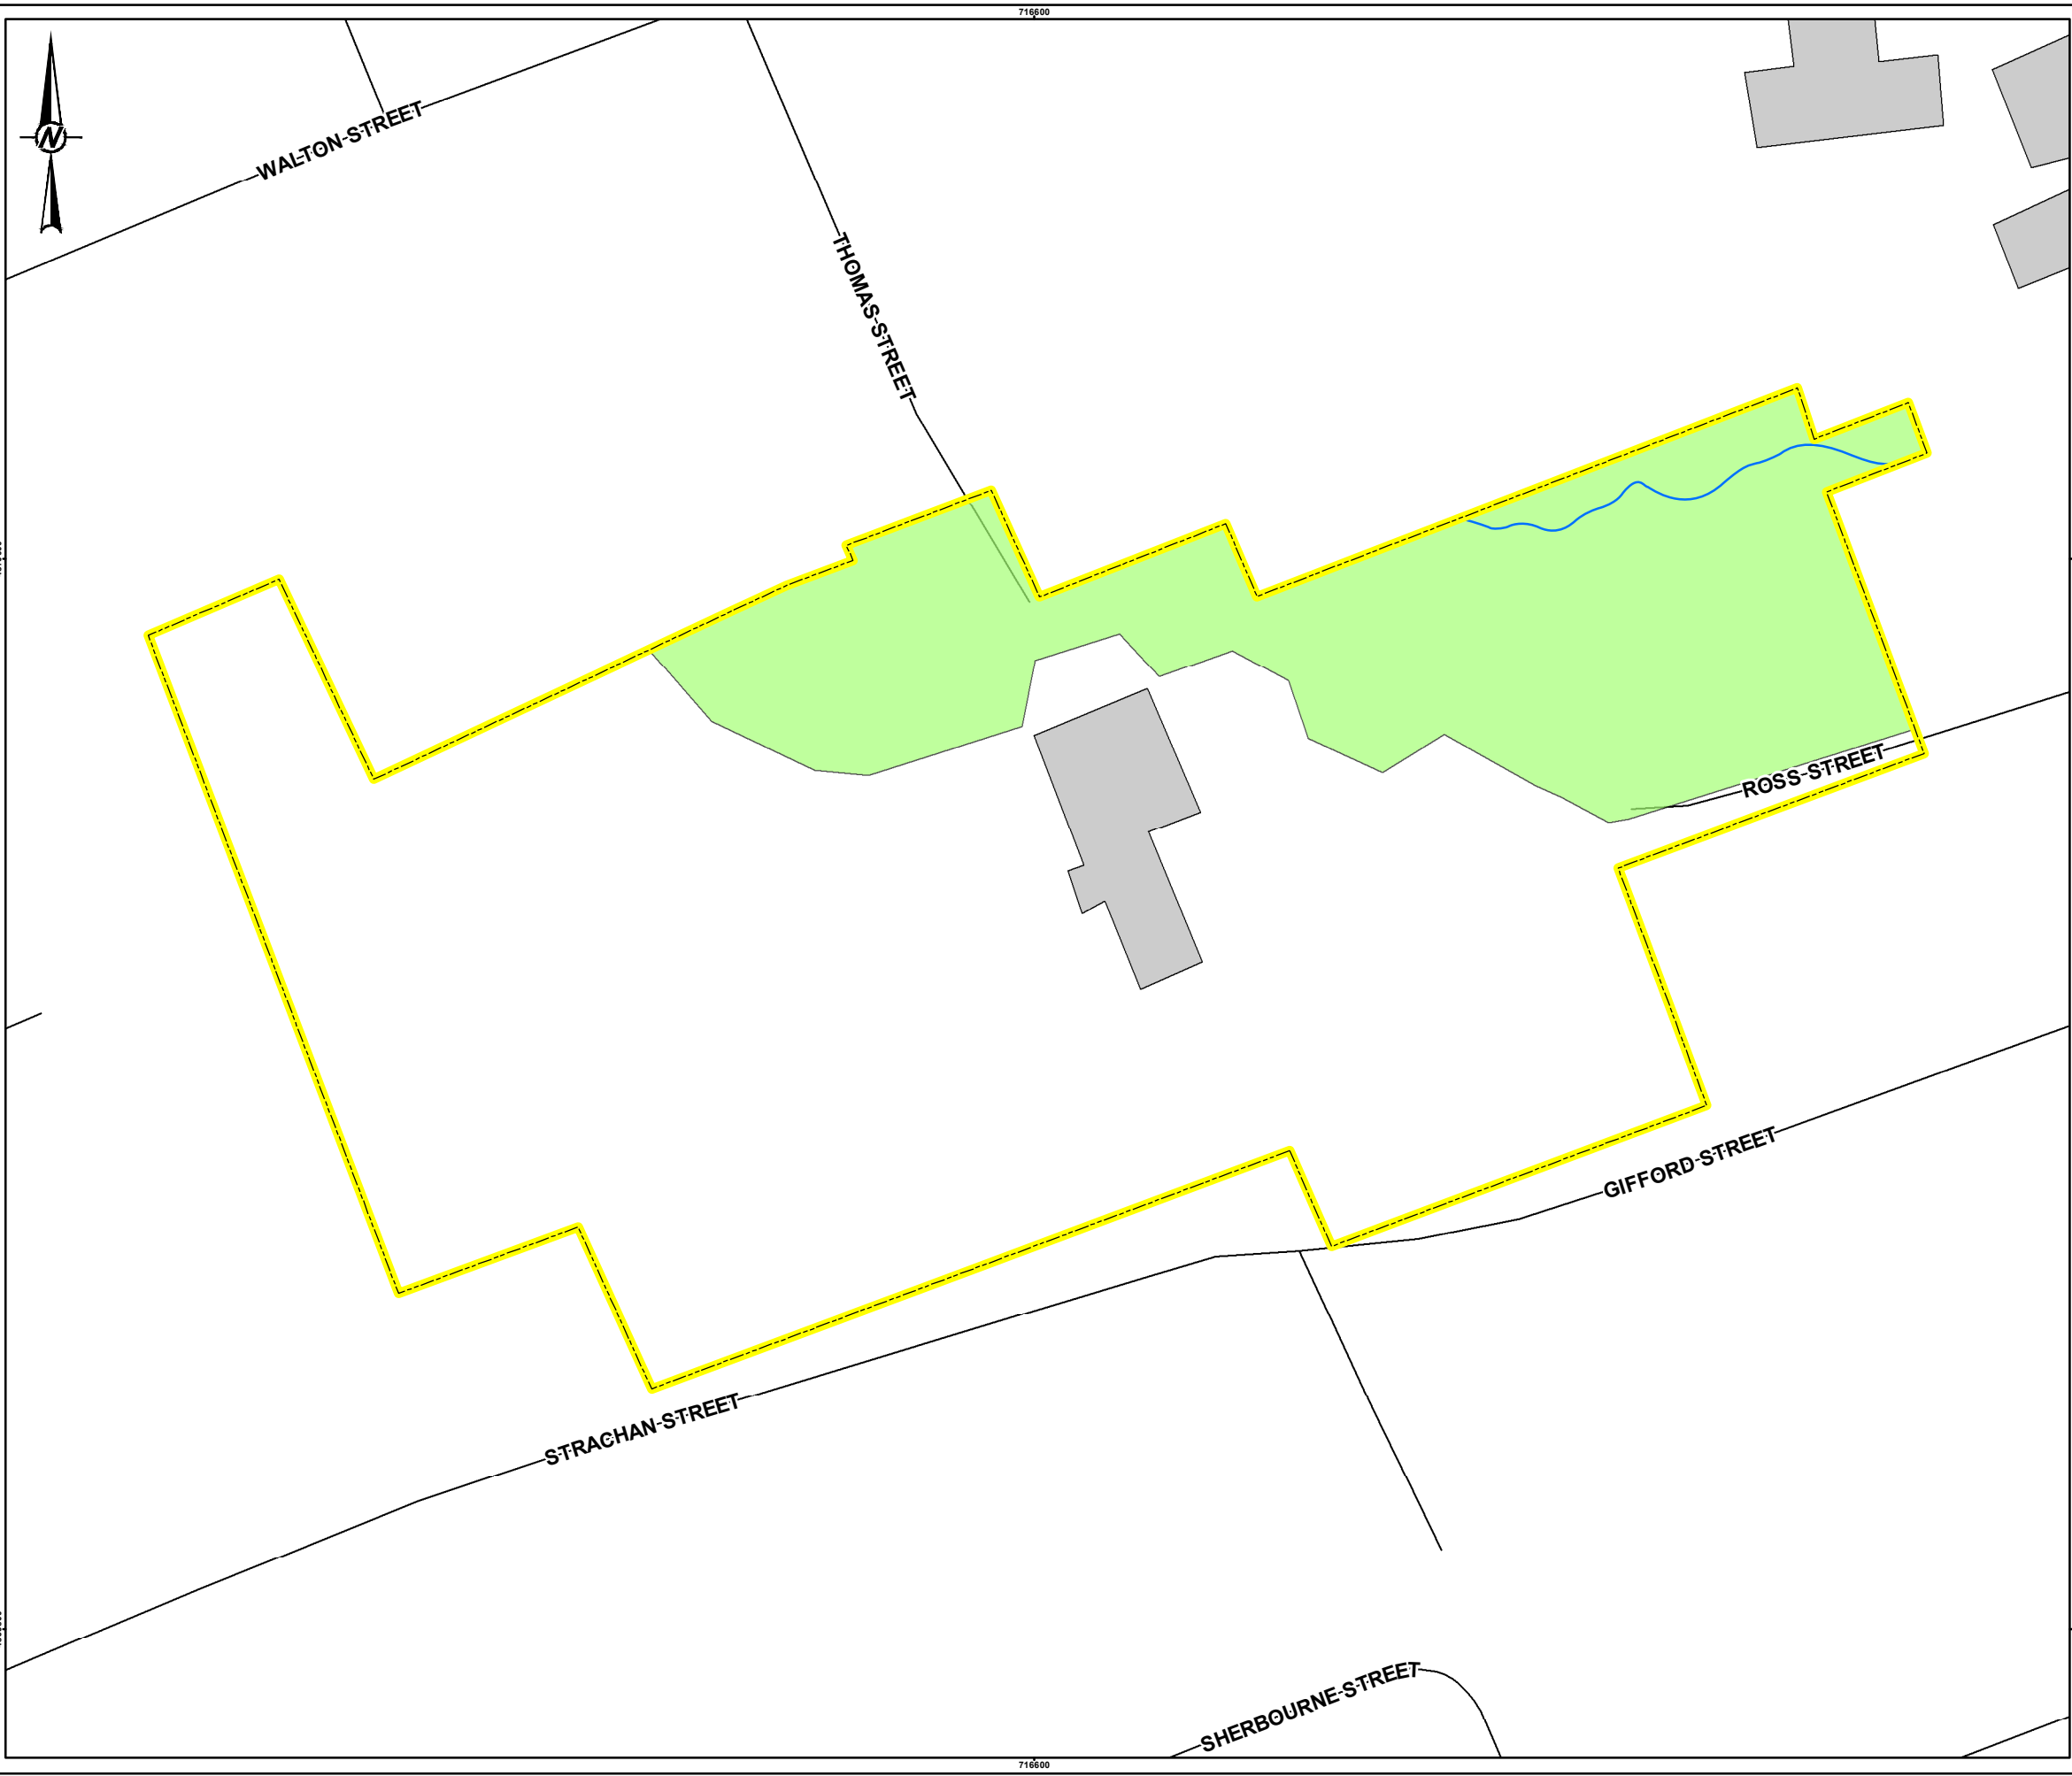 716600
N
WALTON STREET
THOMAS STREET
ROSS STREET
GIFFORD STREET
STRACHAN STREET
SHERBOURNE STREET
716600